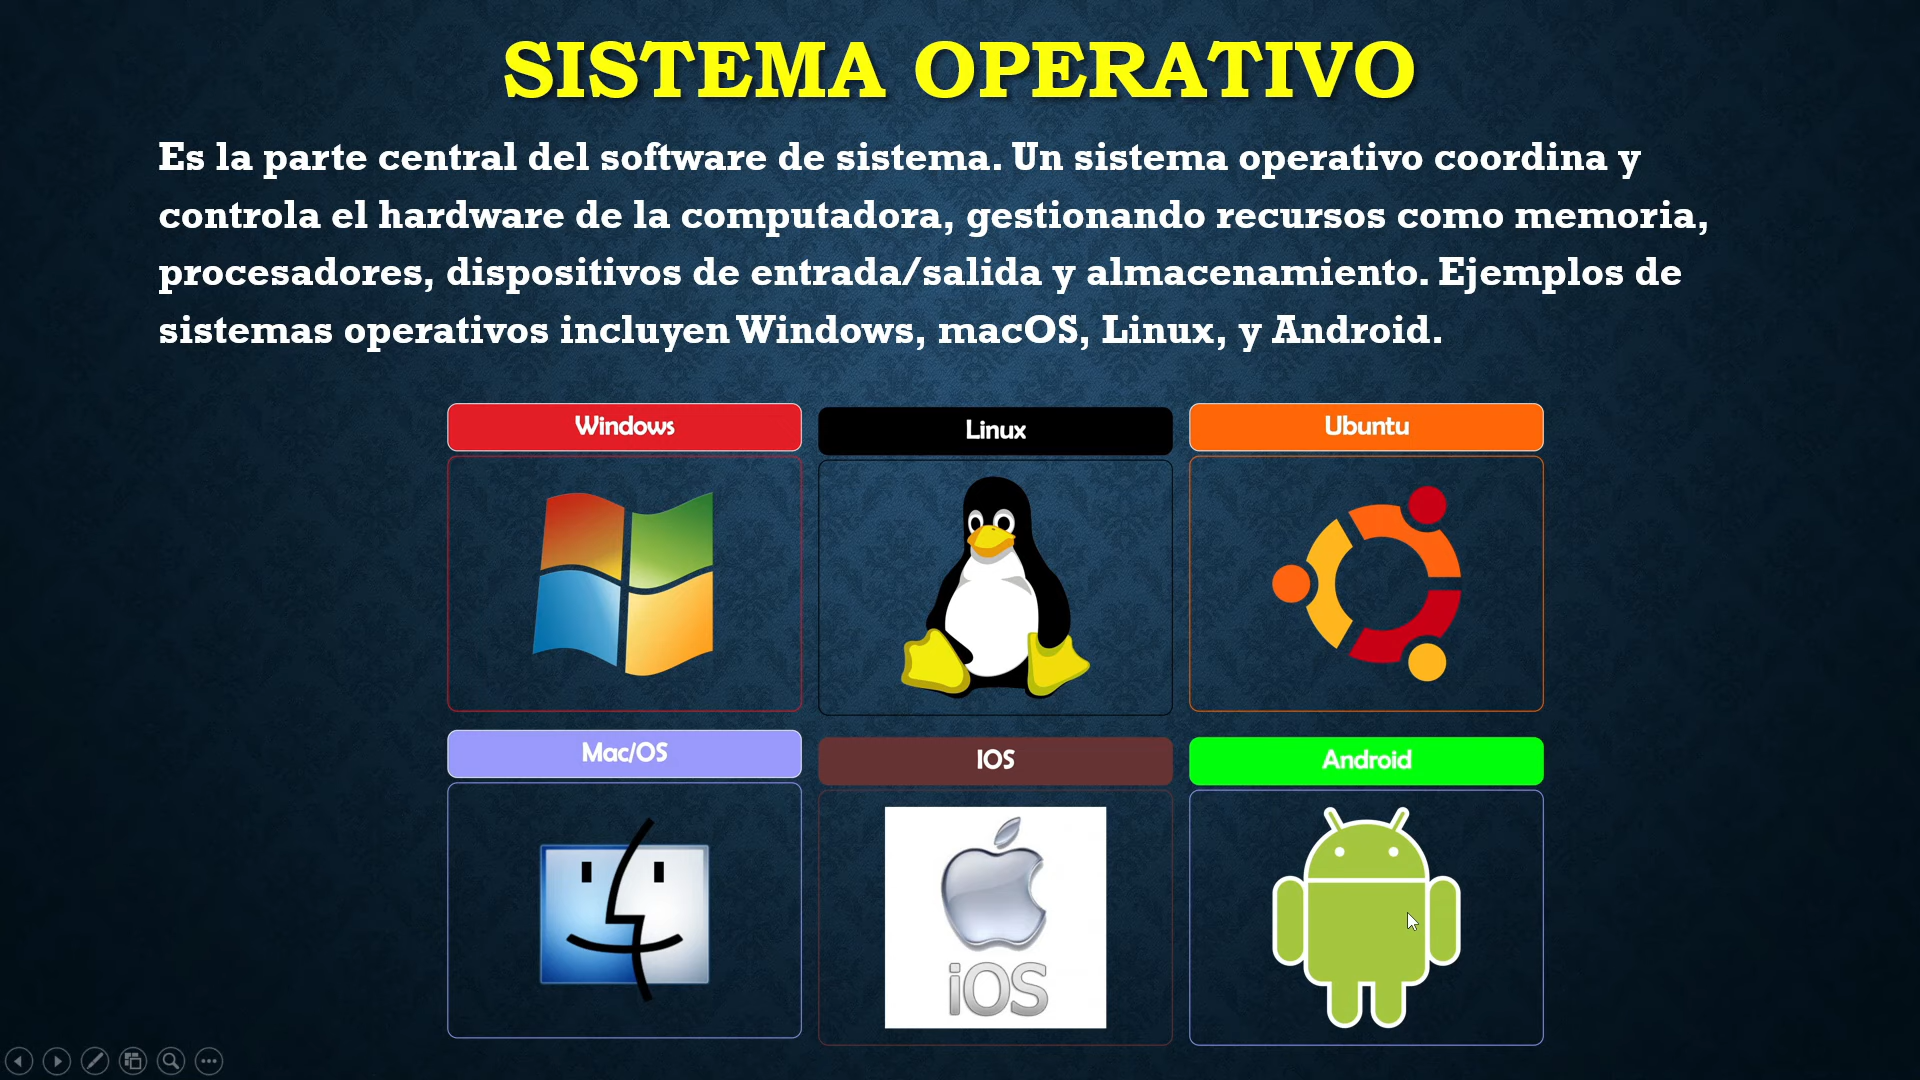 SISTEMA OPERATIVO
Es la parte central del software de sistema. Un sistema operativo coordina y
controla el hardware de la computadora, gestionando recursos como memoria,
procesadores, dispositivos de entrada/salida y almacenamiento. Ejemplos de
sistemas operativos incluyen Windows, macOS, Linux, y Android.
Windows
Linux
Ubuntu
Mac/OS
IOS
Android
iOS